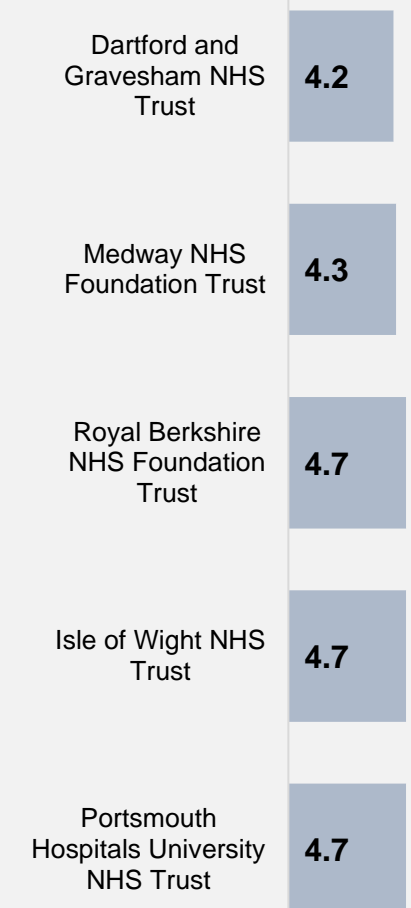 Dartford and
Gravesham NHS
Trust
4.2
Medway NHS
Foundation Trust
4.3
Royal Berkshire
NHS Foundation
Trust
4.7
Isle of Wight NHS
Trust
4.7
Portsmouth
Hospitals University
NHS Trust
4.7